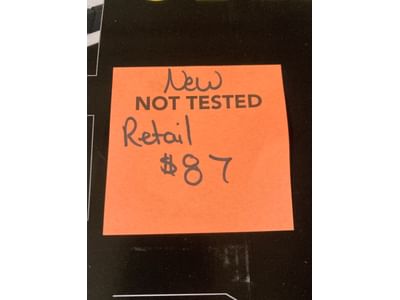 New
NOT TESTED
Retail
$87